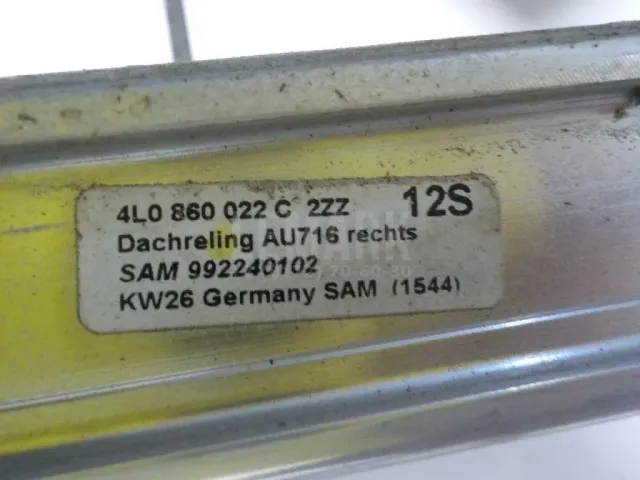 4L0 860 022 C 2ZZ 12S
Dachreling AU716 rechts
SAM 992240102
KW26 Germany SAM (1544)